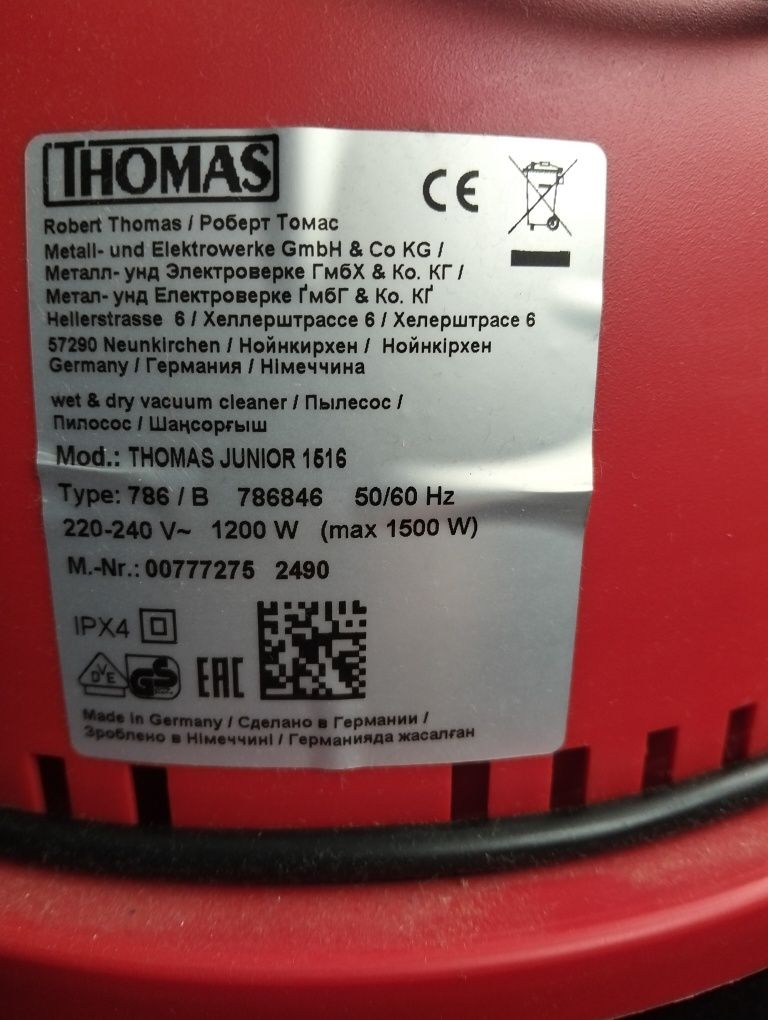 THOMAS
CE
Robert Thomas / Роберт Томас
Metall- und Elektrowerke GmbH & Co KG /
Металл- унд Электроверке ГмбХ & Ко. КГ /
Метал- унд Електроверке ҐмбГ & Ко. КҐ
Hellerstrasse 6 / Хеллерштрассе 6 / Хелерштрасе 6
57290 Neunkirchen / Нойнкирхен / Нойнкірхен
Germany / Германия / Німеччина
wet & dry vacuum cleaner / Пылесос /
Пилосос / Шаңсорғыш
Mod.: THOMAS JUNIOR 1516
Type: 786 / B 786846 50/60 Hz
220-240 V~ 1200 W (max 1500 W)
M.-Nr.: 00777275 2490
IPX4
DVE GS EAC
Made in Germany / Сделано в Германии /
Зроблено в Німеччині / Германияда жасалған